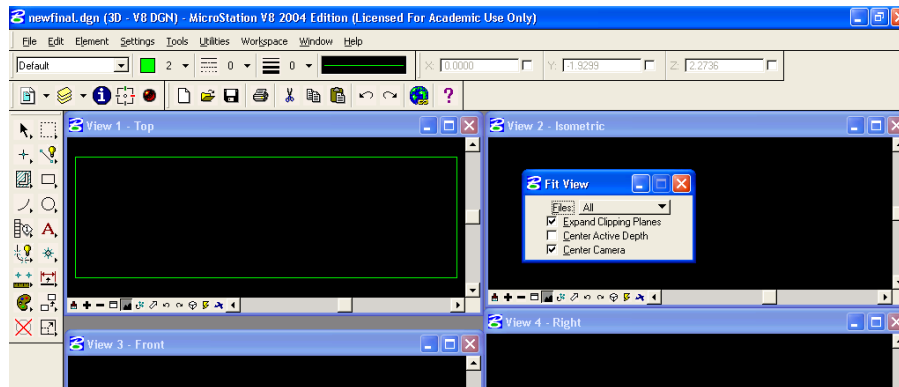 newfinal.dgn (3D - V8 DGN) - MicroStation V8 2004 Edition (Licensed For Academic Use Only)
File Edit Element Settings Tools Utilities Workspace Window Help
Default 2 0 0 X: 0.0000 Y: -1.9299 Z: 2.2736
View 1 - Top
View 2 - Isometric
Fit View
Files: All
Expand Clipping Planes
Center Active Depth
Center Camera
View 3 - Front
View 4 - Right